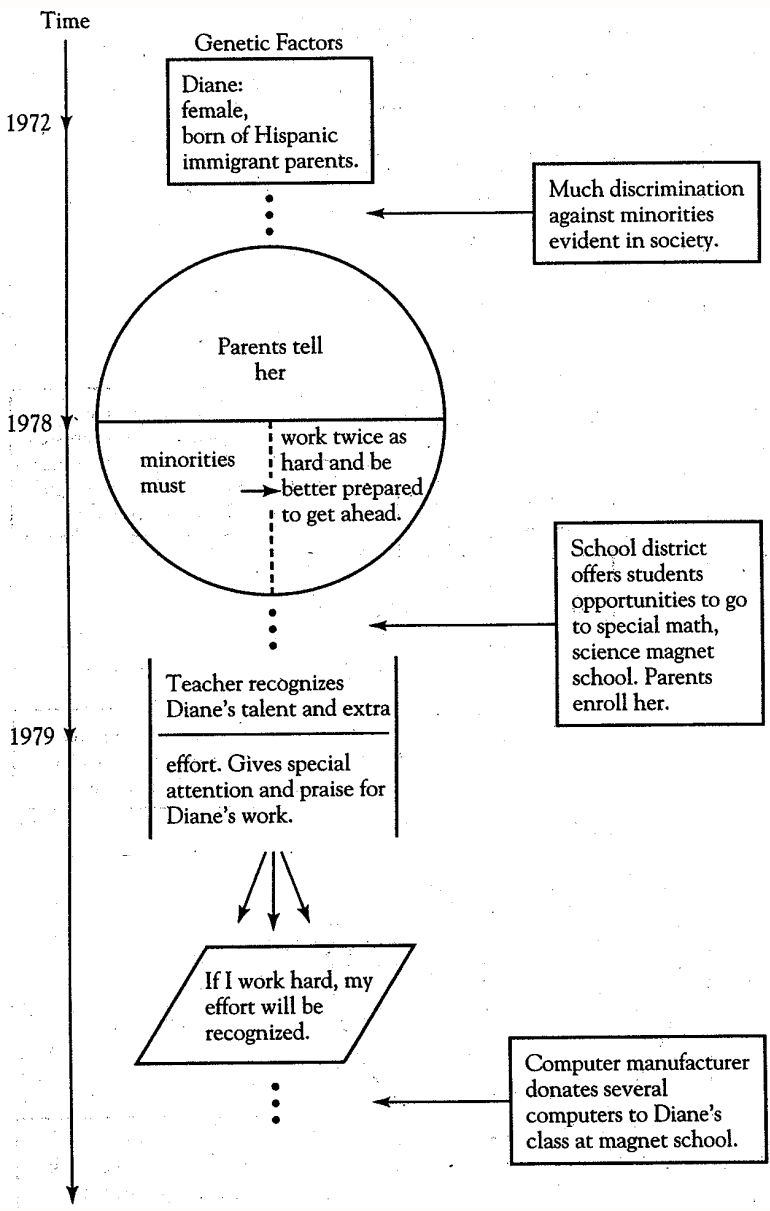 Time
Genetic Factors
Diane:
female,
born of Hispanic
immigrant parents.
1972
Much discrimination
against minorities
evident in society.
Parents tell
her
1978
minorities
must
work twice as
hard and be
better prepared
to get ahead.
School district
offers students
opportunities to go
to special math,
science magnet
school. Parents
enroll her.
Teacher recognizes
Diane's talent and extra
1979
effort. Gives special
attention and praise for
Diane's work.
If I work hard, my
effort will be
recognized.
Computer manufacturer
donates several
computers to Diane's
class at magnet school.